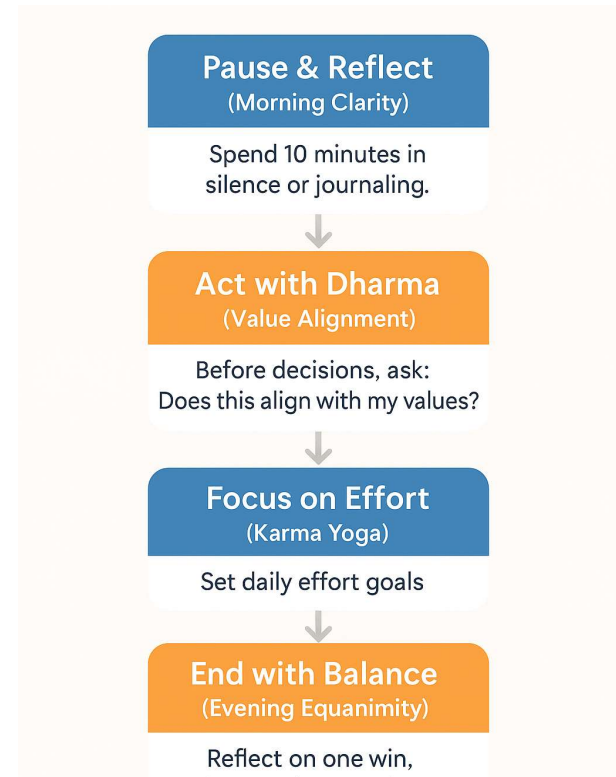 Pause & Reflect
(Morning Clarity)
Spend 10 minutes in
silence or journaling.
Act with Dharma
(Value Alignment)
Before decisions, ask:
Does this align with my values?
Focus on Effort
(Karma Yoga)
Set daily effort goals
End with Balance
(Evening Equanimity)
Reflect on one win,